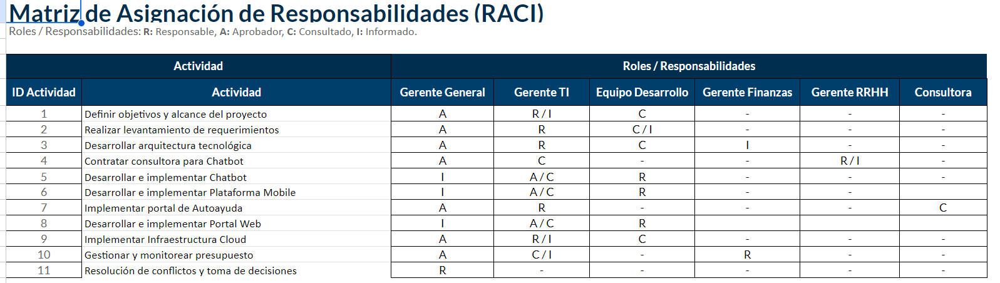 Matriz de Asignación de Responsabilidades (RACI)
Roles / Responsabilidades: R: Responsable, A: Aprobador, C: Consultado, I: Informado.
Actividad Roles / Responsabilidades
ID Actividad Actividad Gerente General Gerente TI Equipo Desarrollo Gerente Finanzas Gerente RRHH Consultora
1 Definir objetivos y alcance del proyecto A R / I C - - -
2 Realizar levantamiento de requerimientos A R C / I - - -
3 Desarrollar arquitectura tecnológica A R C I - -
4 Contratar consultora para Chatbot A C - - R / I -
5 Desarrollar e implementar Chatbot I A / C R - - -
6 Desarrollar e implementar Plataforma Mobile I A / C R - -
7 Implementar portal de Autoayuda A R - - - C
8 Desarrollar e implementar Portal Web I A / C R
9 Implementar Infraestructura Cloud A R / I C - - -
10 Gestionar y monitorear presupuesto A C / I - R - -
11 Resolución de conflictos y toma de decisiones R - - - - -